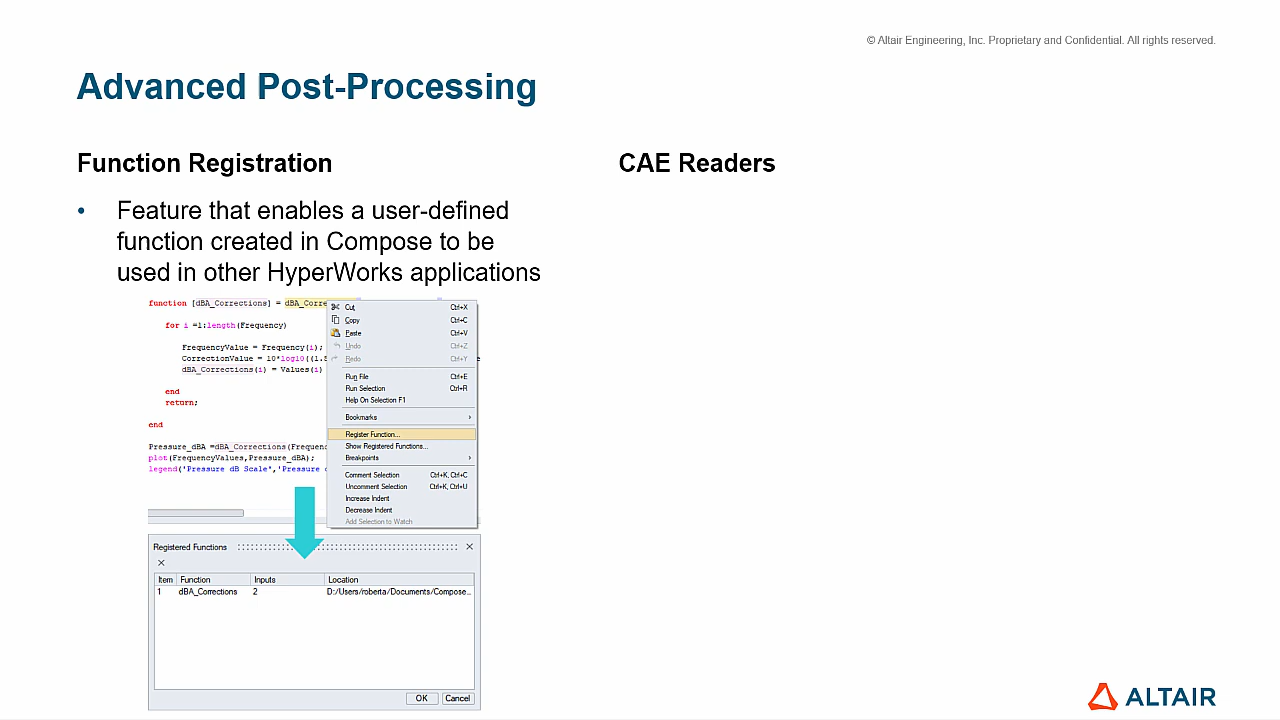 © Altair Engineering, Inc. Proprietary and Confidential. All rights reserved.
Advanced Post-Processing
Function Registration
• Feature that enables a user-defined
function created in Compose to be
used in other HyperWorks applications
function [dBA_Corrections] = dBA_Corre
for i =1:length(Frequency)
FrequencyValue = Frequency(i);
CorrectionValue = 10*log10((1.5
dBA_Corrections(i) = Values(i)
end
return;
end
Pressure_dBA =dBA_Corrections(Frequen
plot(FrequencyValues,Pressure_dBA);
legend('Pressure dB Scale','Pressure
Cut Ctrl+X
Copy Ctrl+C
Paste Ctrl+V
Undo Ctrl+Z
Redo Ctrl+Y
Run File Ctrl+E
Run Selection Ctrl+R
Help On Selection F1
Bookmarks
Register Function...
Show Registered Functions...
Breakpoints
Comment Selection Ctrl+K, Ctrl+C
Uncomment Selection Ctrl+K, Ctrl+U
Increase Indent
Decrease Indent
Add Selection to Watch
Registered Functions
Item Function Inputs Location
1 dBA_Corrections 2 D:/Users/roberta/Documents/Compose...
OK Cancel
CAE Readers
ALTAIR